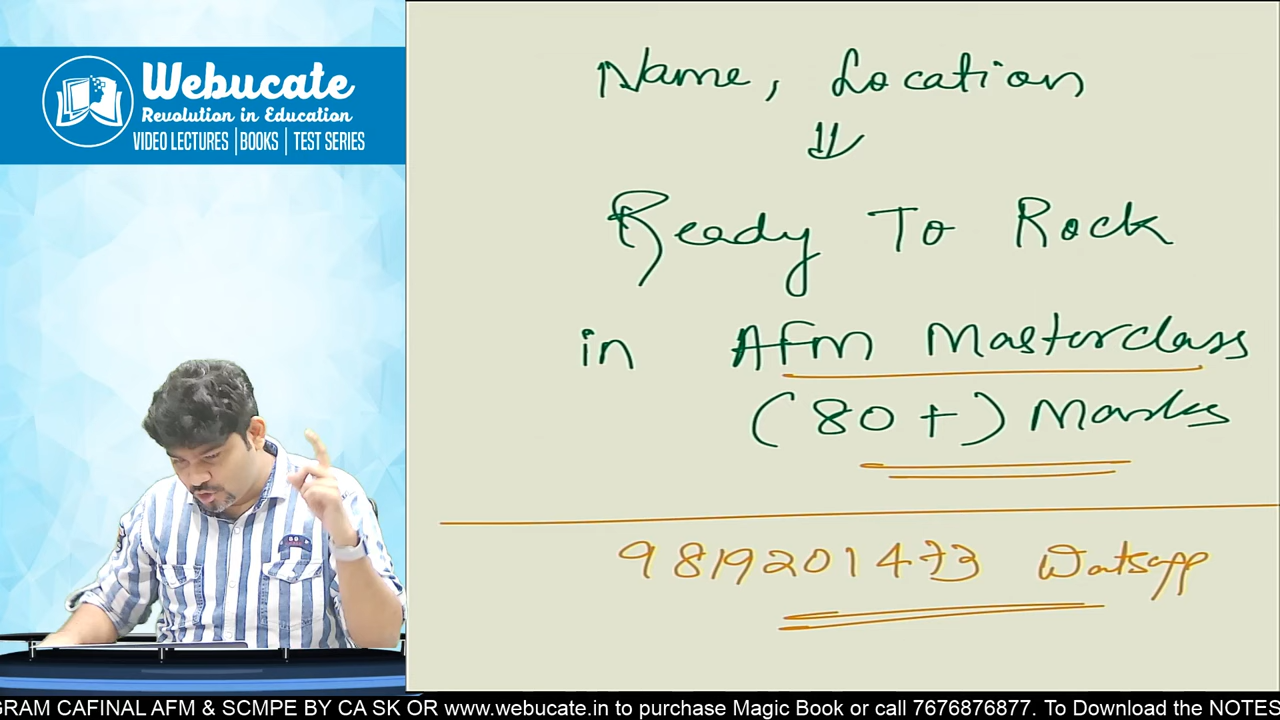 Webucate
Revolution in Education
VIDEO LECTURES | BOOKS | TEST SERIES
Name, Location
Ready To Rock
in AFM Masterclass
(80+) Marks
9819201473 Watsapp
GRAM CAFINAL AFM & SCMPE BY CA SK OR www.webucate.in to purchase Magic Book or call 7676876877. To Download the NOTES